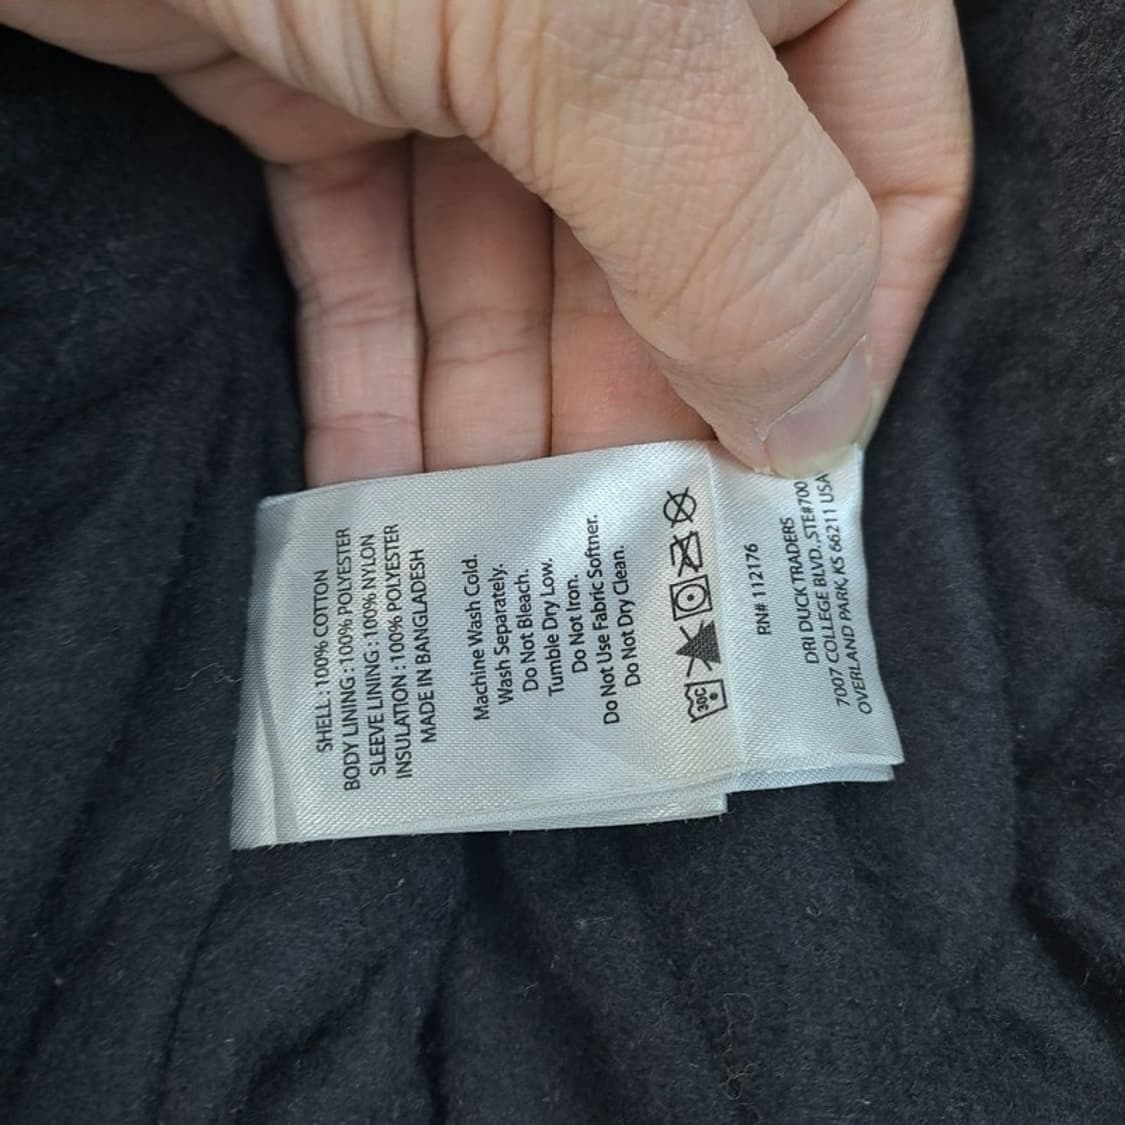 SHELL : 100% COTTON
BODY LINING : 100% POLYESTER
SLEEVE LINING : 100% NYLON
INSULATION : 100% POLYESTER
MADE IN BANGLADESH
Machine Wash Cold.
Wash Separately.
Do Not Bleach.
Tumble Dry Low.
Do Not Iron.
Do Not Use Fabric Softner.
Do Not Dry Clean.
30C
RN# 112176
DRI DUCK TRADERS
7007 COLLEGE BLVD. STE#700
OVERLAND PARK, KS 66211 USA